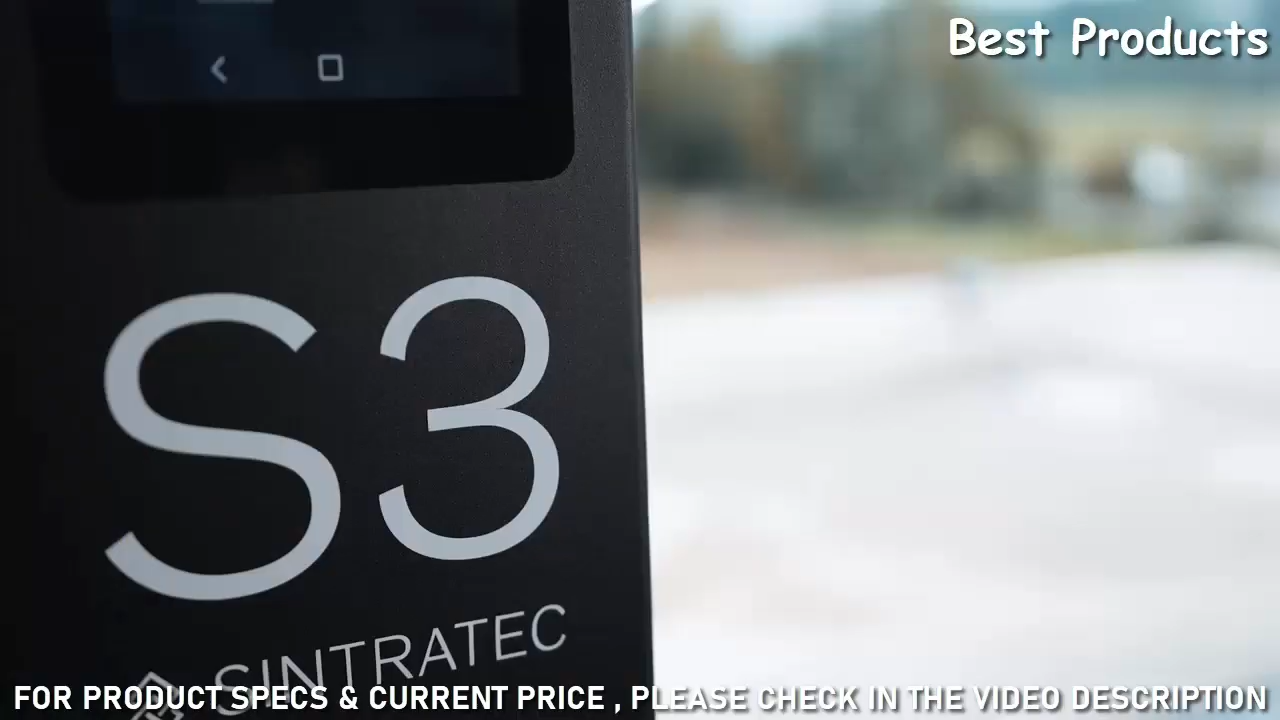 Best Products
S3
SINTRATEC
FOR PRODUCT SPECS & CURRENT PRICE , PLEASE CHECK IN THE VIDEO DESCRIPTION